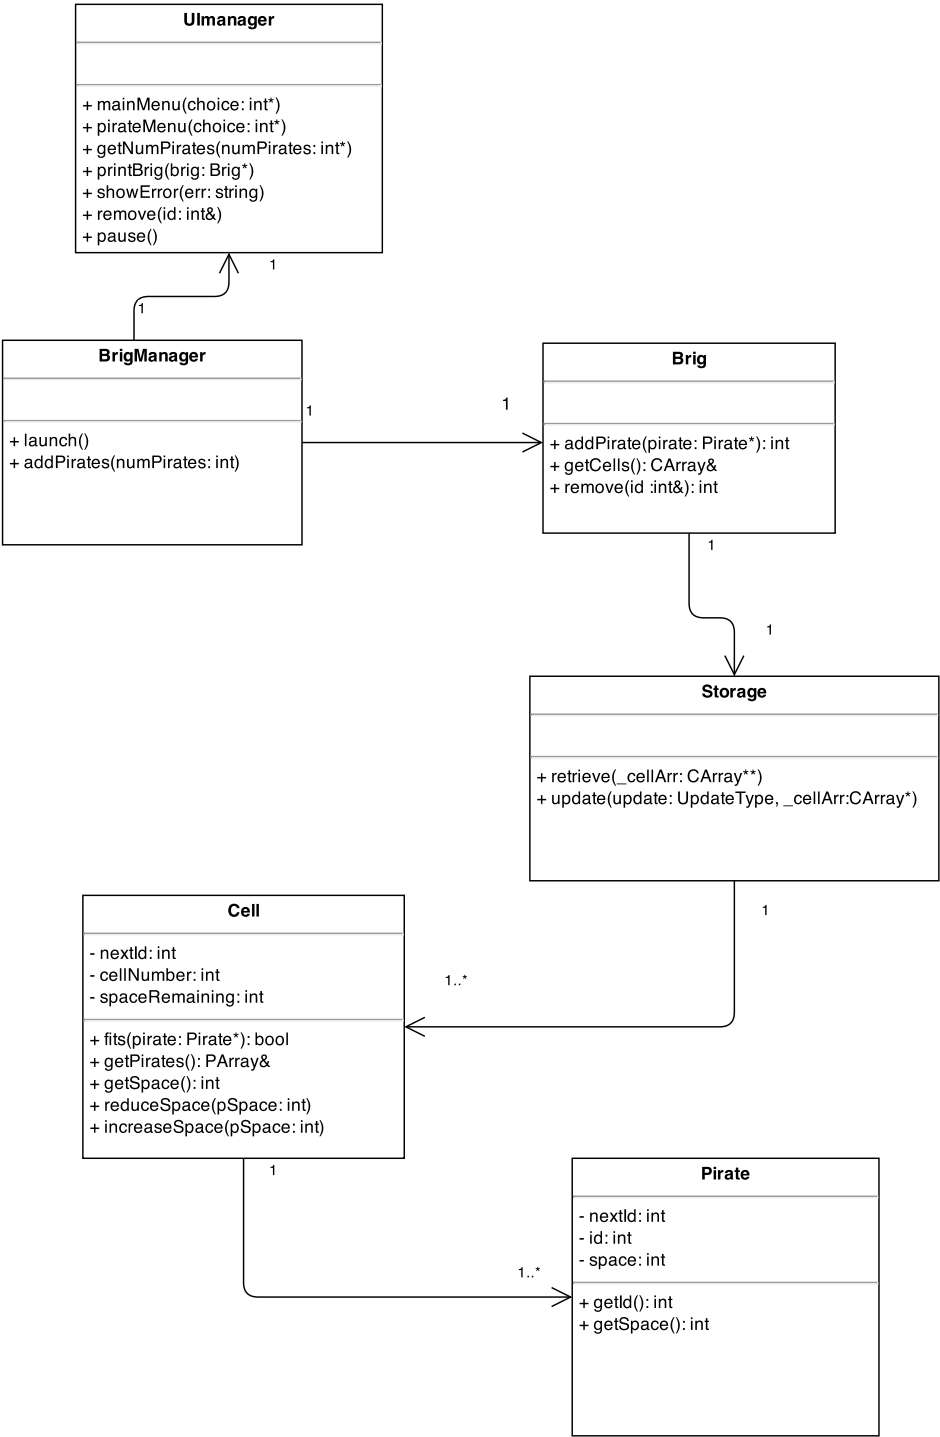 UImanager
+ mainMenu(choice: int*)
+ pirateMenu(choice: int*)
+ getNumPirates(numPirates: int*)
+ printBrig(brig: Brig*)
+ showError(err: string)
+ remove(id: int&)
+ pause()
1
1
BrigManager
+ launch()
+ addPirates(numPirates: int)
1
1
Brig
+ addPirate(pirate: Pirate*): int
+ getCells(): CArray&
+ remove(id :int&): int
1
1
Storage
+ retrieve(_cellArr: CArray**)
+ update(update: UpdateType, _cellArr:CArray*)
1
1..*
Cell
- nextId: int
- cellNumber: int
- spaceRemaining: int
+ fits(pirate: Pirate*): bool
+ getPirates(): PArray&
+ getSpace(): int
+ reduceSpace(pSpace: int)
+ increaseSpace(pSpace: int)
1
1..*
Pirate
- nextId: int
- id: int
- space: int
+ getId(): int
+ getSpace(): int